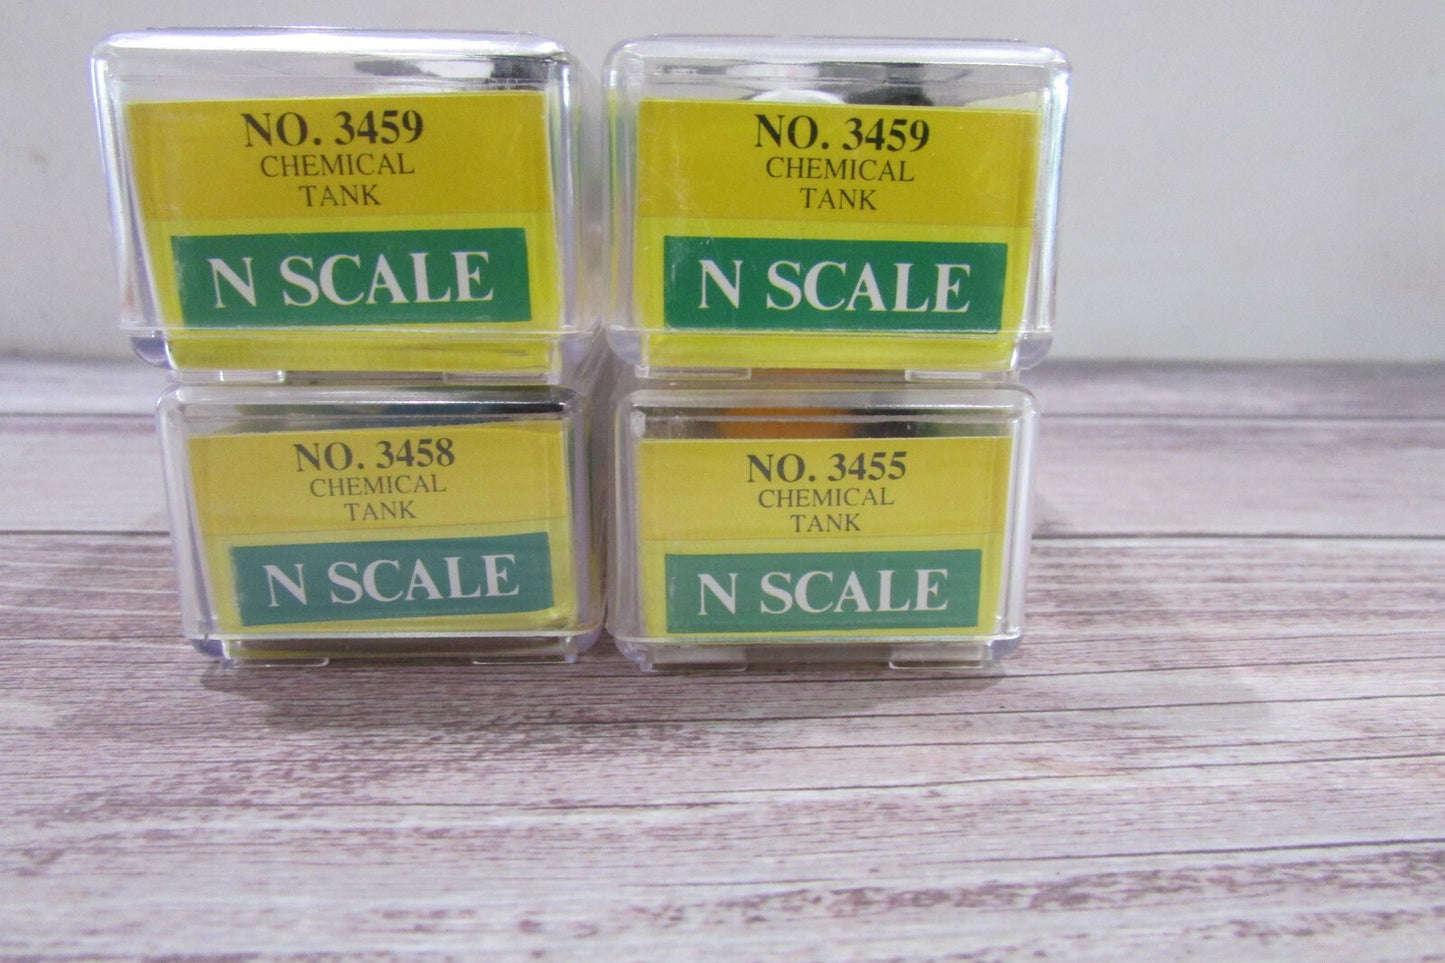 NO. 3459
CHEMICAL
TANK
N SCALE
NO. 3459
CHEMICAL
TANK
N SCALE
NO. 3458
CHEMICAL
TANK
N SCALE
NO. 3455
CHEMICAL
TANK
N SCALE